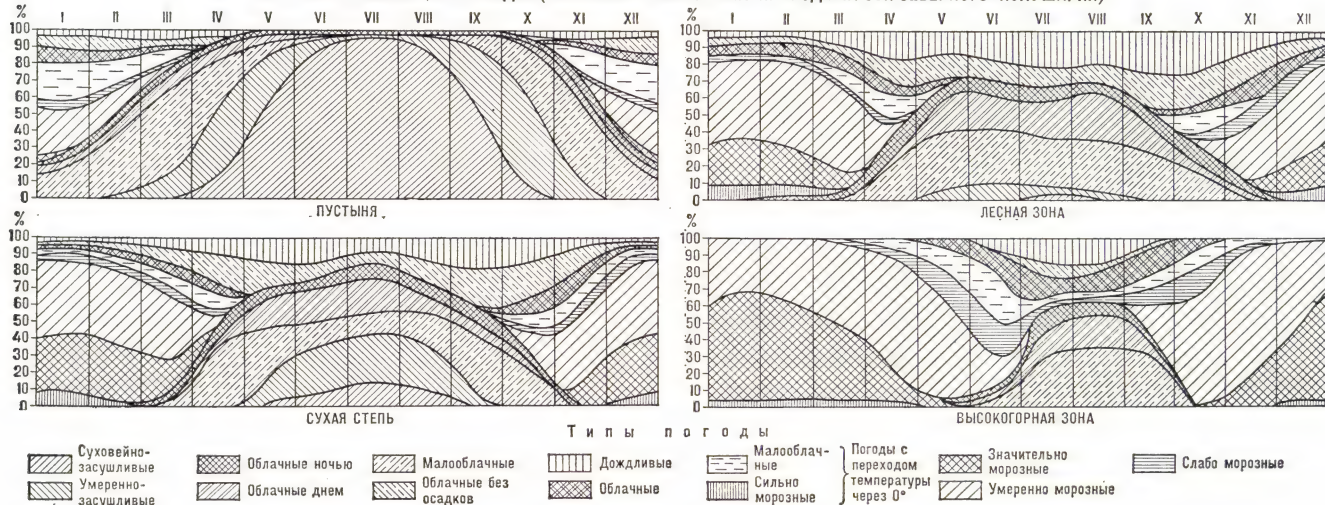 % I II III IV V VI VII VIII IX X XI XII
100
90
80
70
60
50
40
30
20
10
0
ПУСТЫНЯ
% I II III IV V VI VII VIII IX X XI XII
100
90
80
70
60
50
40
30
20
10
0
ЛЕСНАЯ ЗОНА
%
100
90
80
70
60
50
40
30
20
10
0
СУХАЯ СТЕПЬ
%
100
90
80
70
60
50
40
30
20
10
0
ВЫСОКОГОРНАЯ ЗОНА
Типы погоды
Суховейно-
засушливые
Умеренно-
засушливые
Облачные ночью
Облачные днем
Малооблачные
Облачные без
осадков
Дождливые
Облачные
Малооблач-
ные
Сильно
морозные
Погоды с
переходом
температуры
через 0°
Значительно
морозные
Умеренно морозные
Слабо морозные